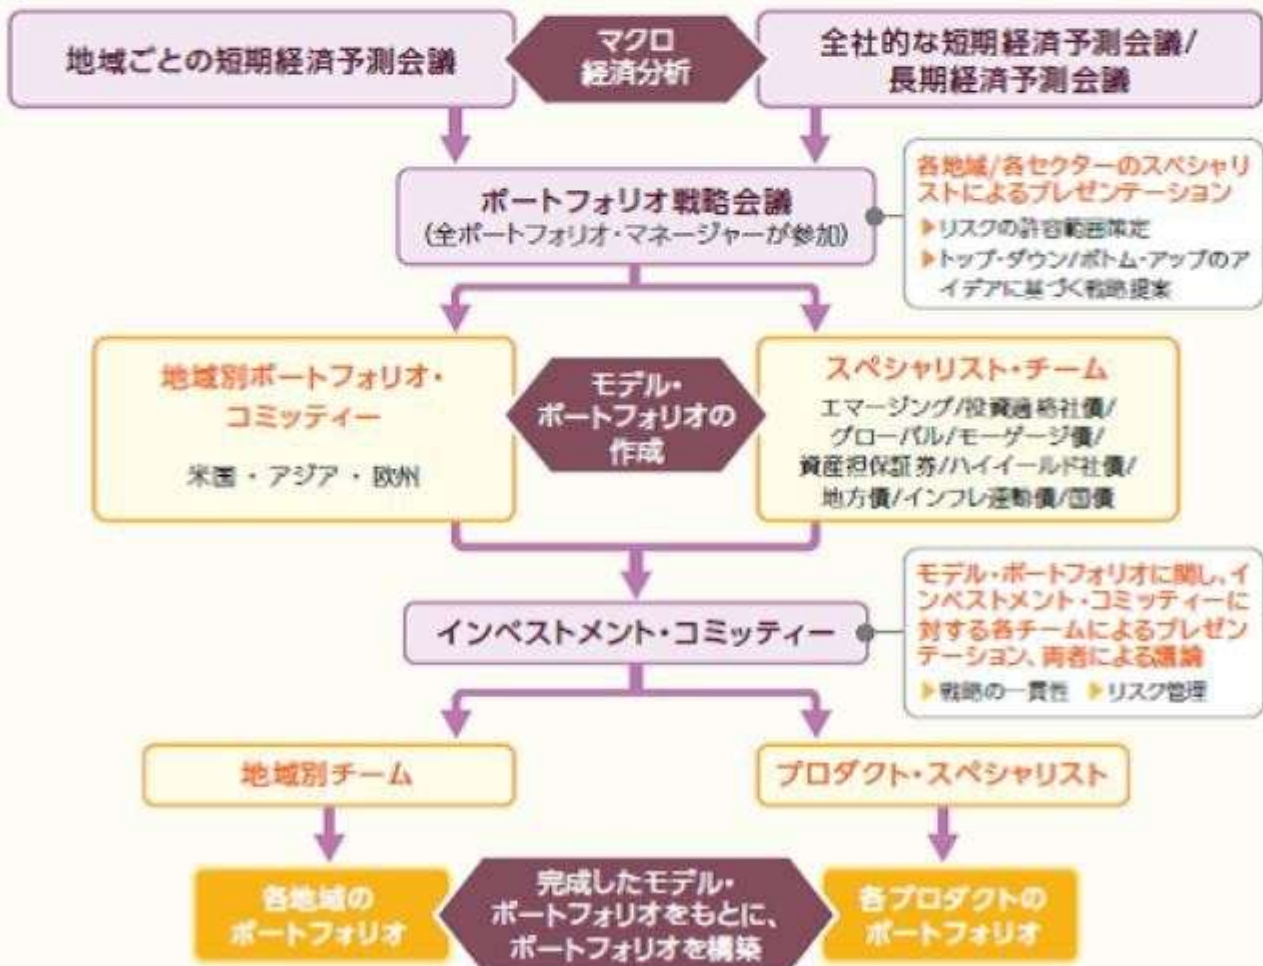 地域ごとの短期経済予測会議
マクロ
経済分析
全社的な短期経済予測会議/
長期経済予測会議
ポートフォリオ戦略会議
(全ポートフォリオ・マネージャーが参加)
各地域/各セクターのスペシャリ
ストによるプレゼンテーション
▶リスクの許容範囲策定
▶トップ・ダウン/ボトム・アップのア
イデアに基づく戦略提案
地域別ポートフォリオ・
コミッティー
米国・アジア・欧州
モデル・
ポートフォリオの
作成
スペシャリスト・チーム
エマージング/投資適格社債/
グローバル/モーゲージ債/
資産担保証券/ハイイールド社債/
地方債/インフレ連動債/国債
インベストメント・コミッティー
モデル・ポートフォリオに関し、イ
ンベストメント・コミッティーに
対する各チームによるプレゼン
テーション、両者による議論
▶戦略の一貫性 ▶リスク管理
地域別チーム
プロダクト・スペシャリスト
各地域の
ポートフォリオ
完成したモデル・
ポートフォリオをもとに、
ポートフォリオを構築
各プロダクトの
ポートフォリオ